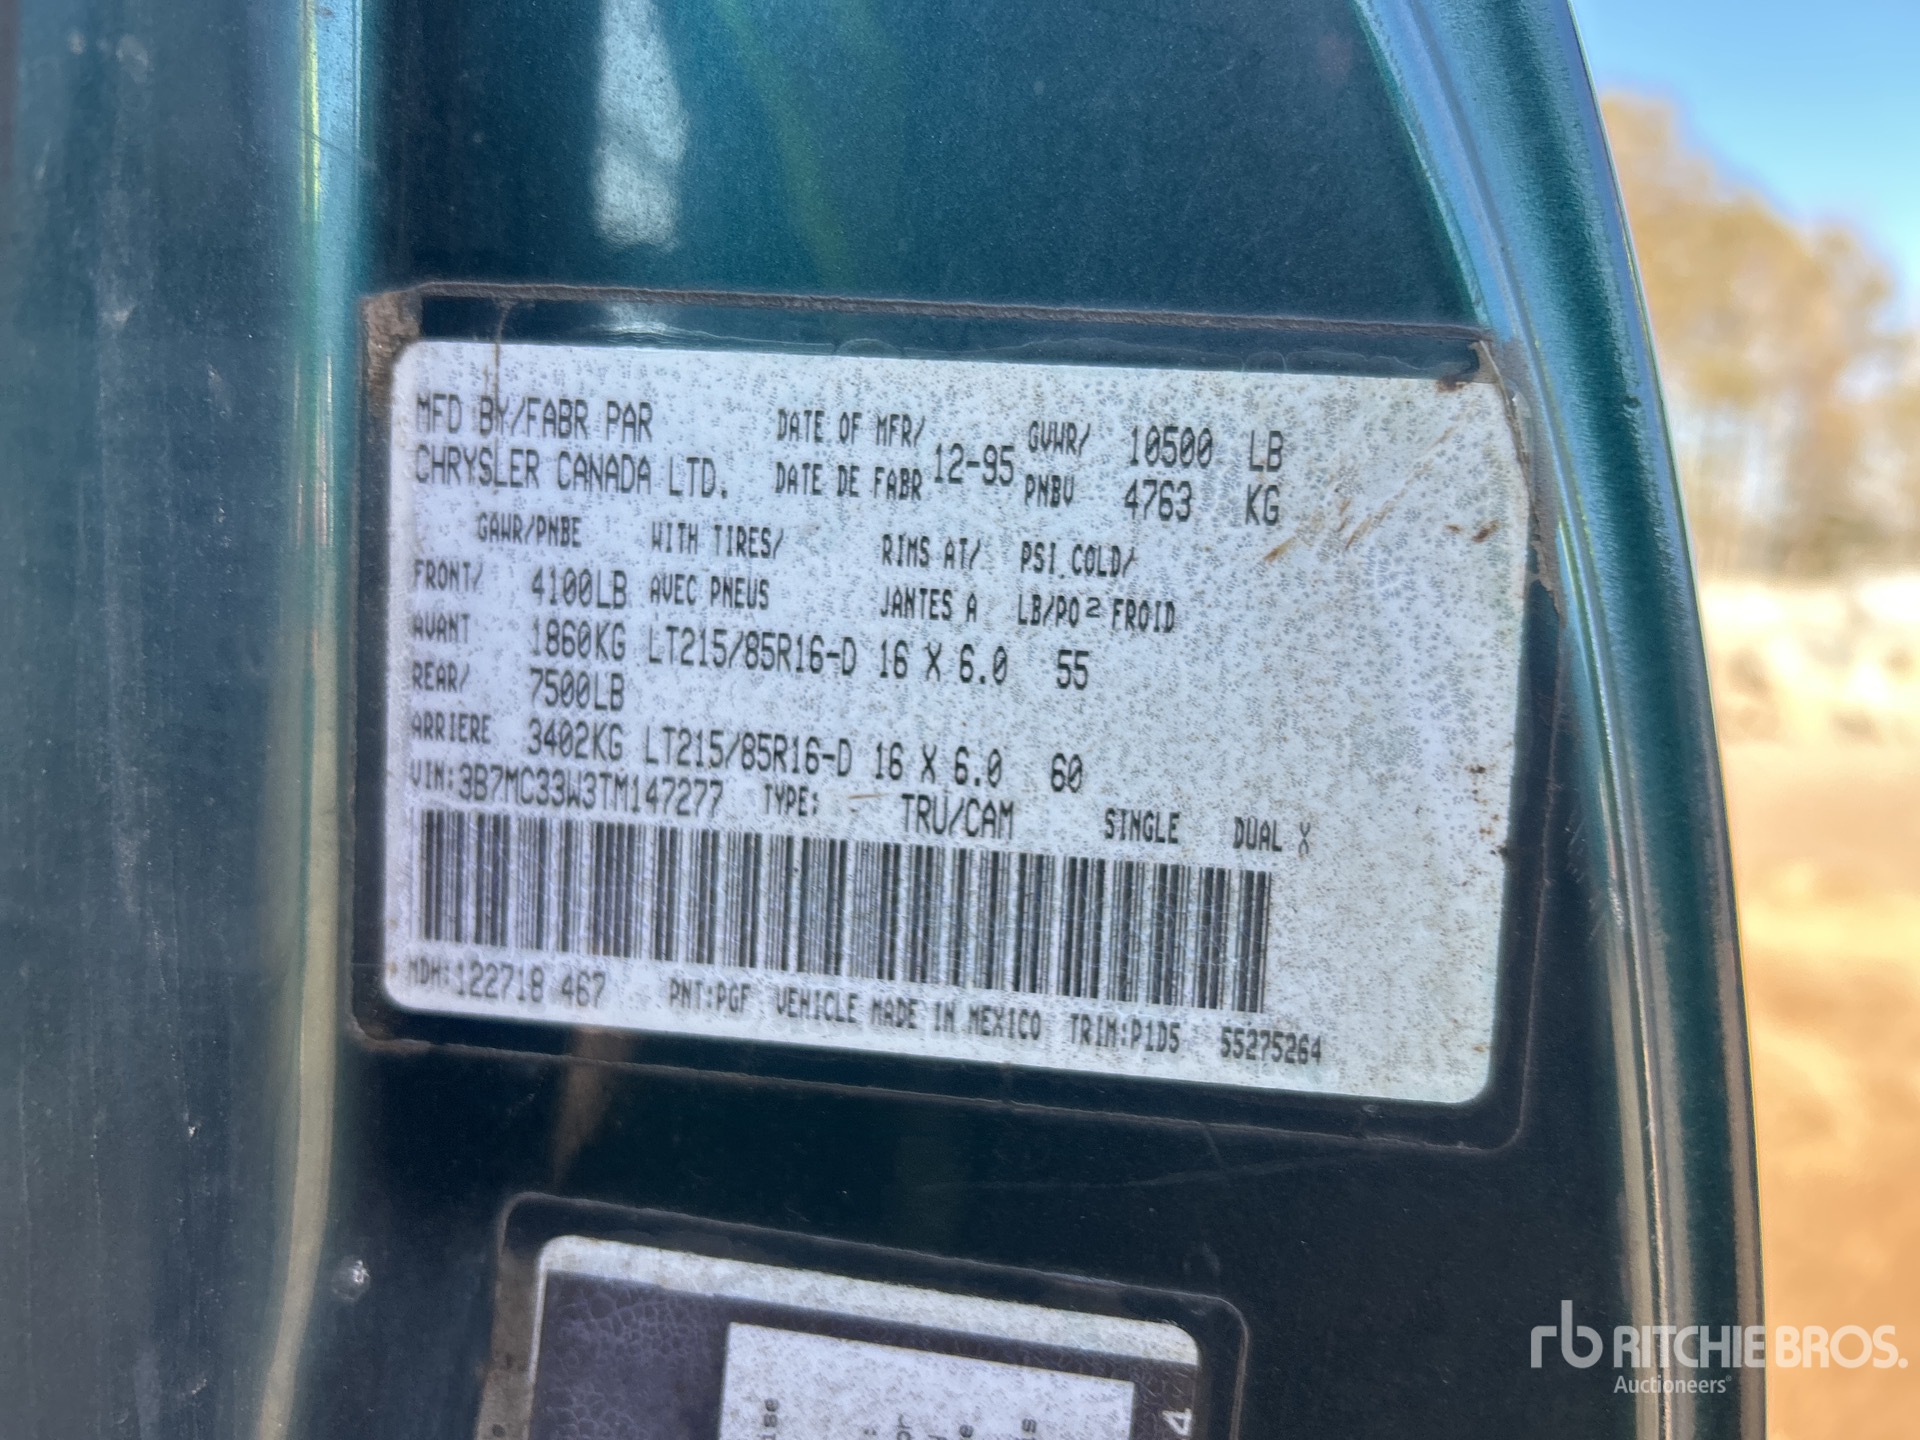 MFD BY/FABR PAR DATE OF MFR/ 12-95 GVWR/ 10500 LB
CHRYSLER CANADA LTD. DATE DE FABR PNBV 4763 KG
GAWR/PNBE WITH TIRES/ RIMS AT/ PSI COLD/
FRONT/ 4100LB AVEC PNEUS JANTES A LB/PO2 FROID
AVANT 1860KG LT215/85R16-D 16 X 6.0 55
REAR/ 7500LB
ARRIERE 3402KG LT215/85R16-D 16 X 6.0 60
VIN:3B7MC33W3TM147277 TYPE: TRU/CAM SINGLE DUAL X
MDH:122718 467 PNT:PGF VEHICLE MADE IN MEXICO TRIM:P1D5 55275264
4
rb RITCHIE BROS.
Auctioneers